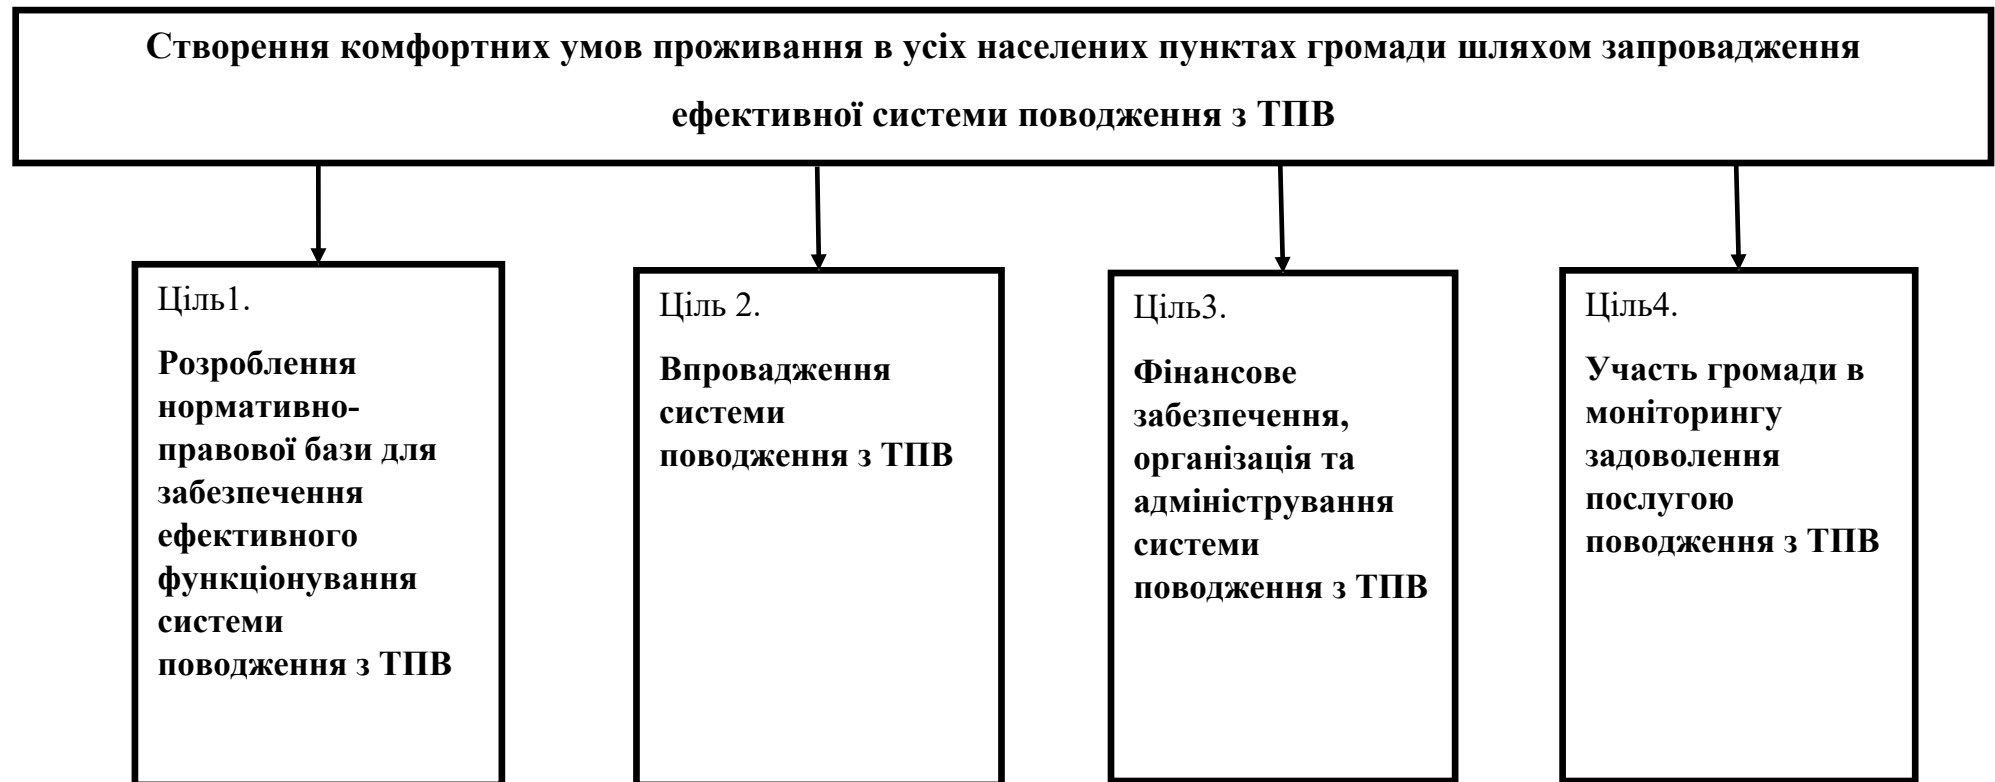 Створення комфортних умов проживання в усіх населених пунктах громади шляхом запровадження
ефективної системи поводження з ТПВ
Ціль1.
Розроблення
нормативно-
правової бази для
забезпечення
ефективного
функціонування
системи
поводження з ТПВ
Ціль 2.
Впровадження
системи
поводження з ТПВ
Ціль3.
Фінансове
забезпечення,
організація та
адміністрування
системи
поводження з ТПВ
Ціль4.
Участь громади в
моніторингу
задоволення
послугою
поводження з ТПВ